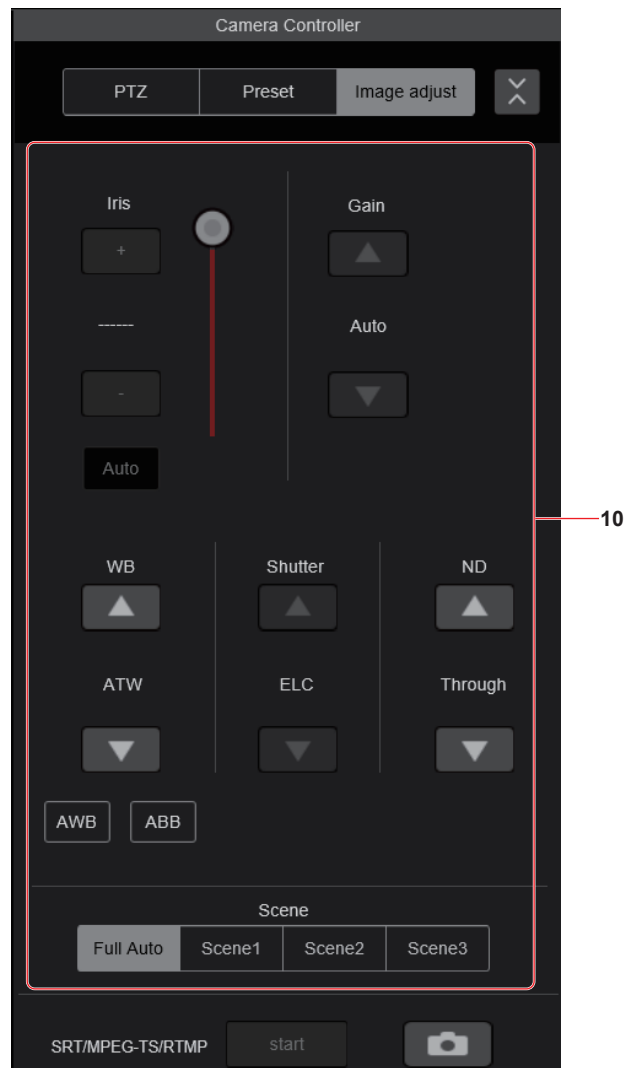 Camera Controller
PTZ Preset Image adjust
Iris Gain
+
------ Auto
-
Auto
10
WB Shutter ND
ATW ELC Through
AWB ABB
Scene
Full Auto Scene1 Scene2 Scene3
SRT/MPEG-TS/RTMP start